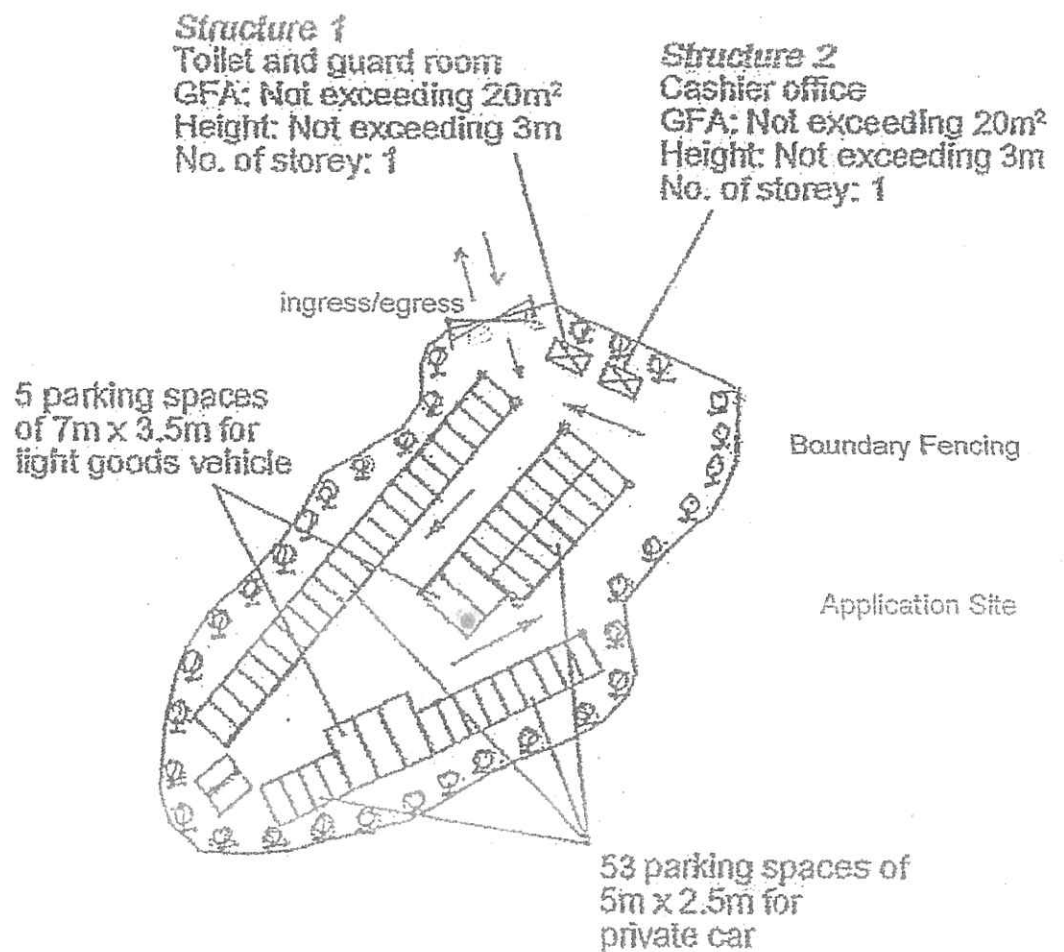 Structure 1
Toilet and guard room
GFA: Not exceeding 20m²
Height: Not exceeding 3m
No. of storey: 1
Structure 2
Cashier office
GFA: Not exceeding 20m²
Height: Not exceeding 3m
No. of storey: 1
ingress/egress
5 parking spaces
of 7m x 3.5m for
light goods vehicle
Boundary Fencing
Application Site
53 parking spaces of
5m x 2.5m for
private car